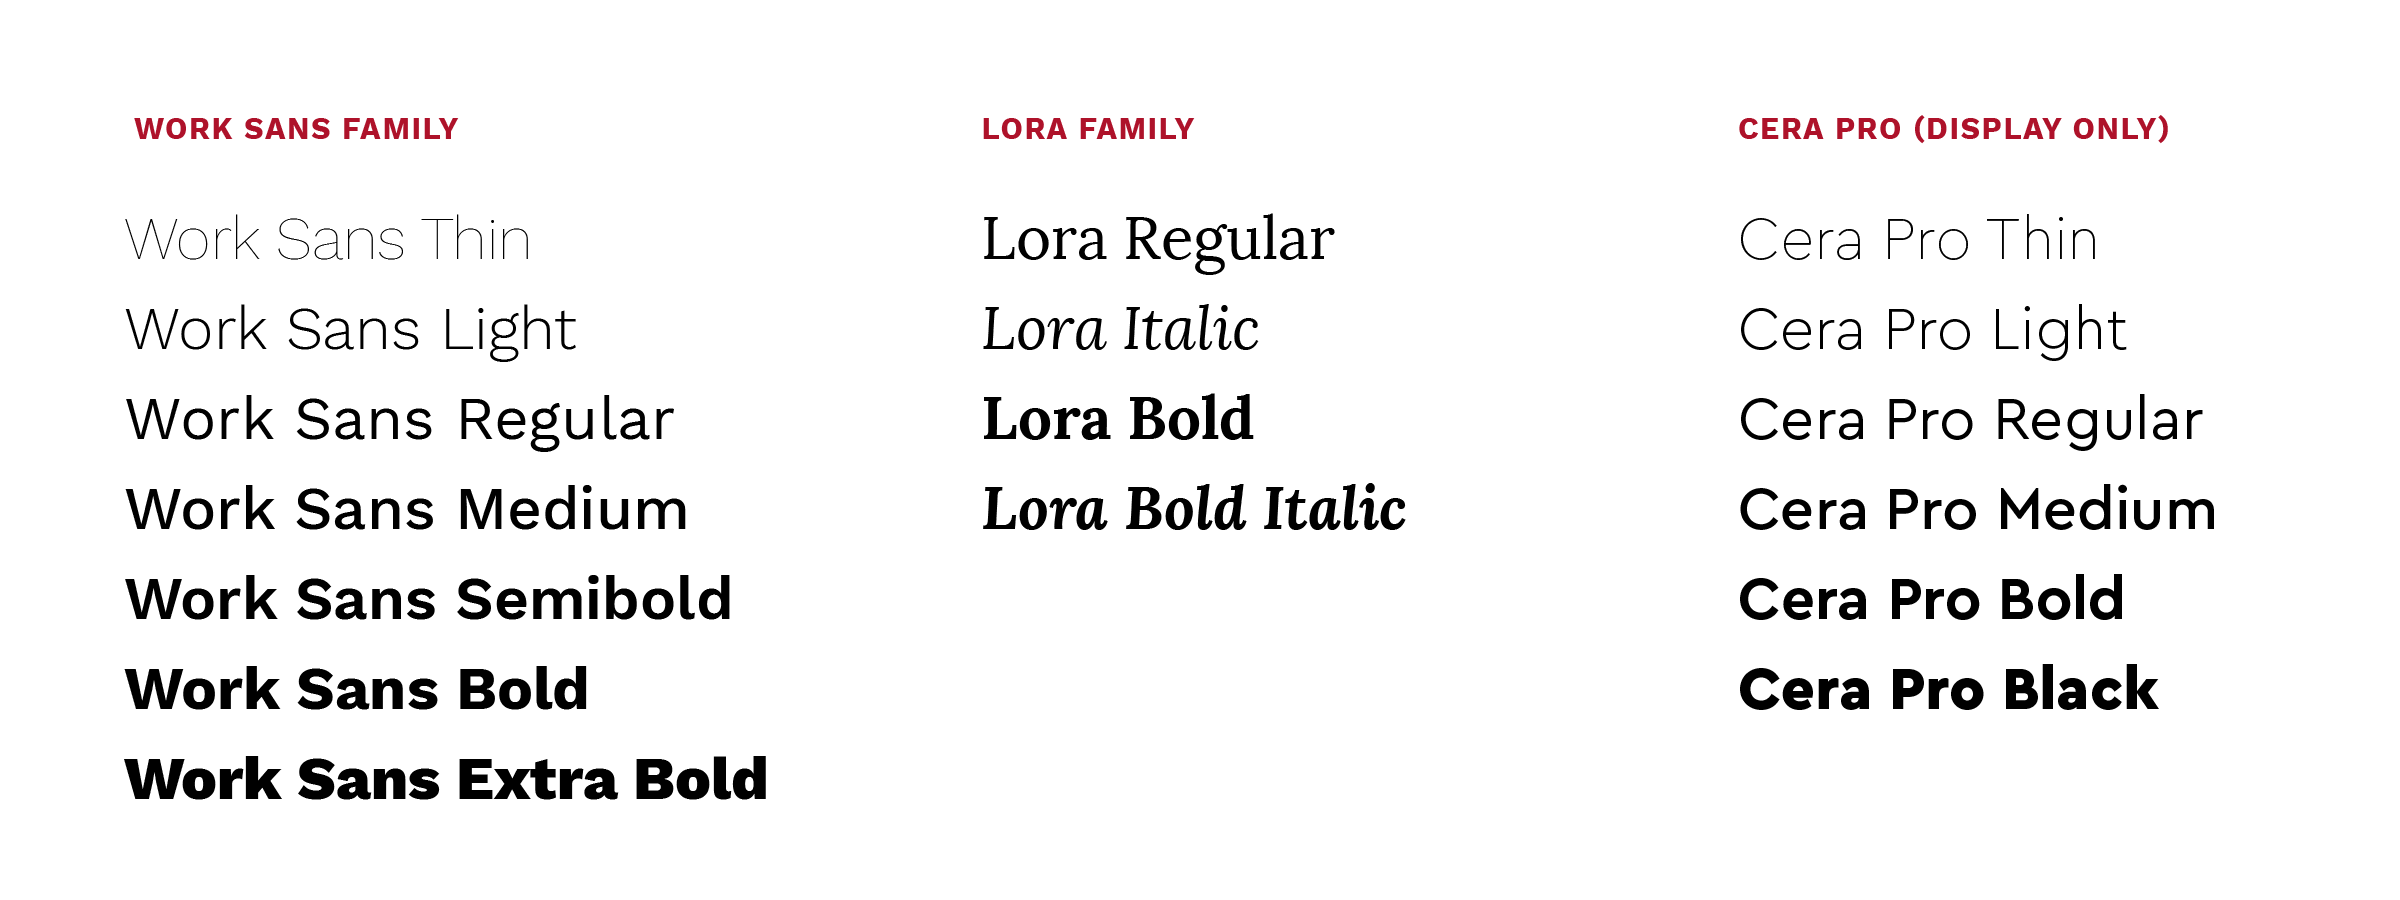 WORK SANS FAMILY
Work Sans Thin
Work Sans Light
Work Sans Regular
Work Sans Medium
Work Sans Semibold
Work Sans Bold
Work Sans Extra Bold
LORA FAMILY
Lora Regular
Lora Italic
Lora Bold
Lora Bold Italic
CERA PRO (DISPLAY ONLY)
Cera Pro Thin
Cera Pro Light
Cera Pro Regular
Cera Pro Medium
Cera Pro Bold
Cera Pro Black